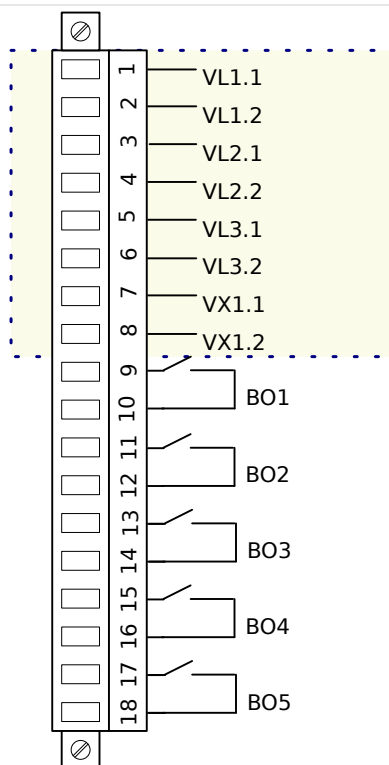 1 VL1.1
2 VL1.2
3 VL2.1
4 VL2.2
5 VL3.1
6 VL3.2
7 VX1.1
8 VX1.2
9
10 BO1
11
12 BO2
13
14 BO3
15
16 BO4
17
18 BO5